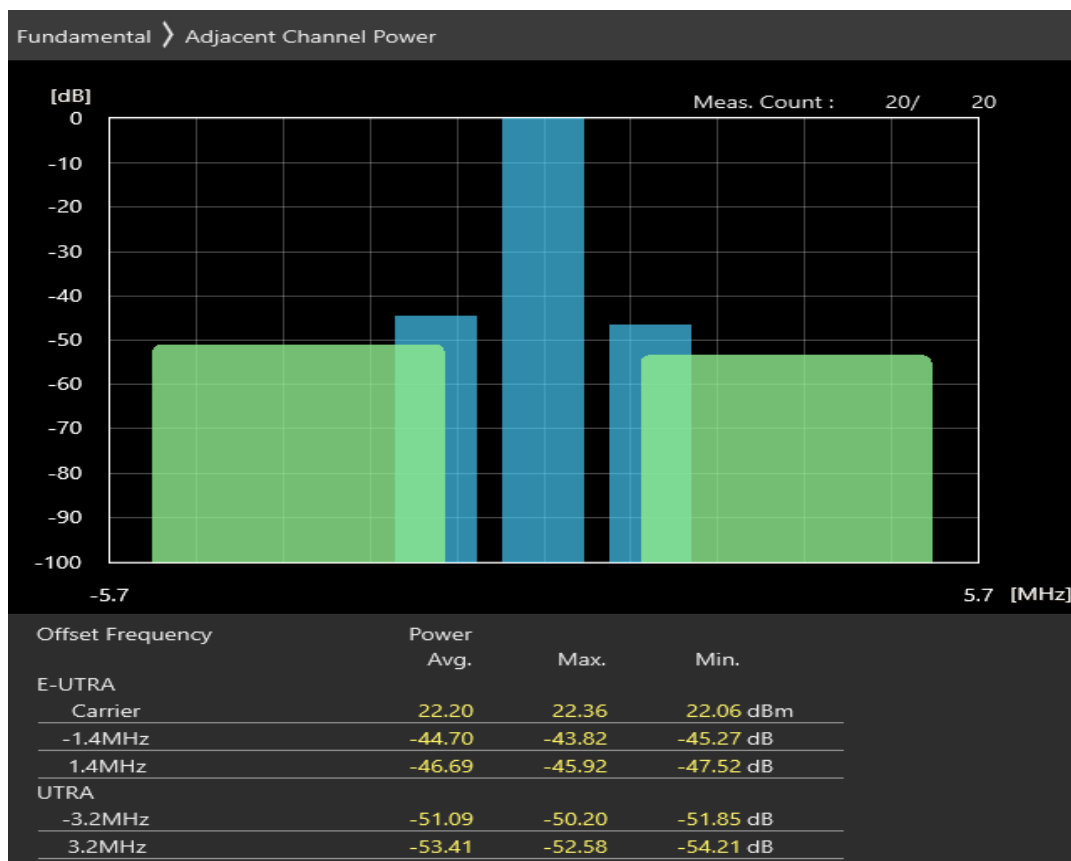 Fundamental 〉 Adjacent Channel Power
[dB]
Meas. Count : 20/ 20
0
-10
-20
-30
-40
-50
-60
-70
-80
-90
-100
-5.7 5.7 [MHz]
Offset Frequency Power
Avg. Max. Min.
E-UTRA
Carrier 22.20 22.36 22.06 dBm
-1.4MHz -44.70 -43.82 -45.27 dB
1.4MHz -46.69 -45.92 -47.52 dB
UTRA
-3.2MHz -51.09 -50.20 -51.85 dB
3.2MHz -53.41 -52.58 -54.21 dB